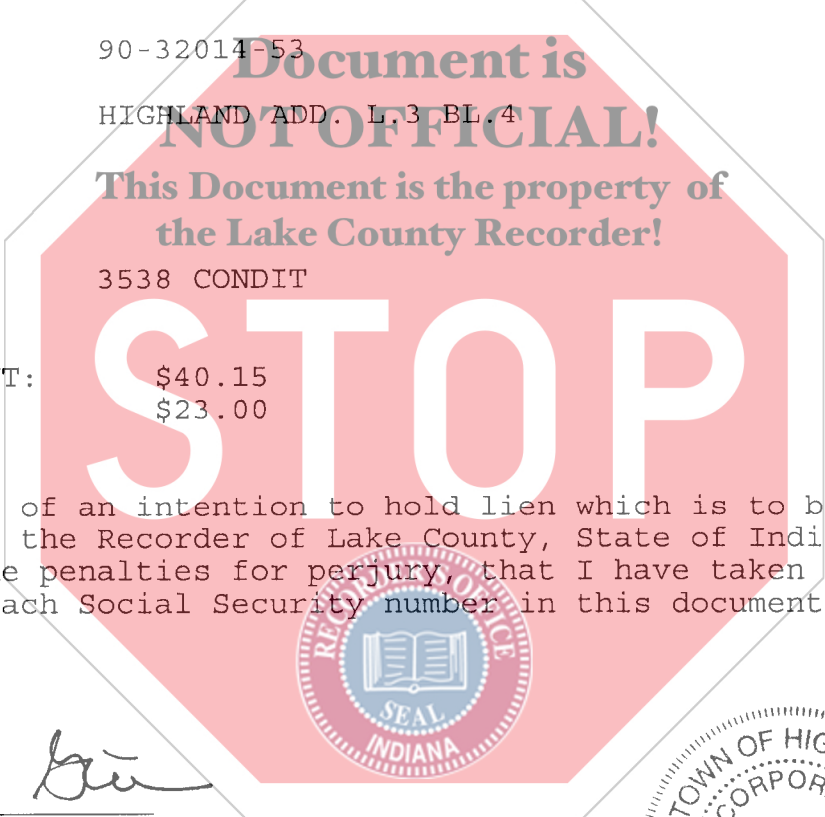 90-32014-53
Document is
HIGHLAND ADD. L.3 BL.4
NOT OFFICIAL!
This Document is the property of
the Lake County Recorder!
3538 CONDIT
STOP
T: $40.15
$23.00
of an intention to hold lien which is to b
the Recorder of Lake County, State of Indi
e penalties for perjury, that I have taken
ach Social Security number in this document
RECORDER'S OFFICE
SEAL
INDIANA
TOWN OF HIG
CORPOR